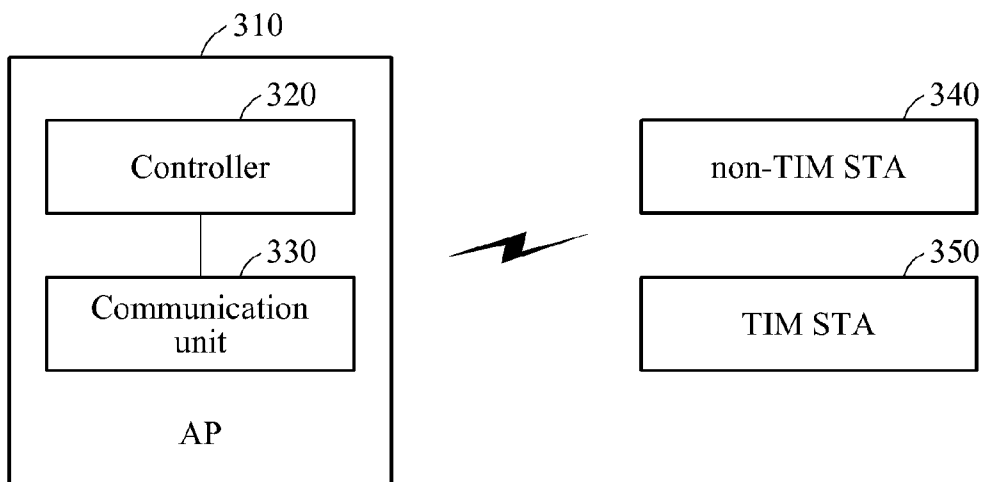 310
320
Controller
330
Communication
unit
AP
340
non-TIM STA
350
TIM STA